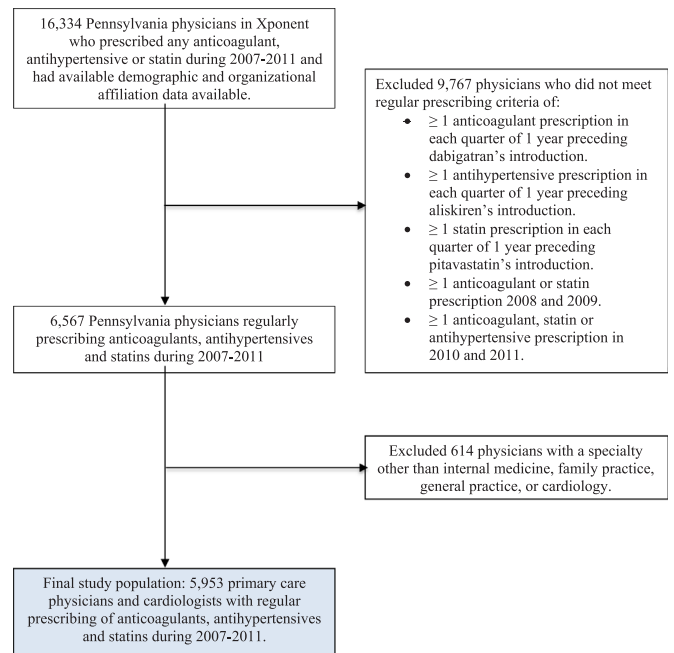 16,334 Pennsylvania physicians in Xponent
who prescribed any anticoagulant,
antihypertensive or statin during 2007-2011 and
had available demographic and organizational
affiliation data available.
Excluded 9,767 physicians who did not meet
regular prescribing criteria of:
• ≥ 1 anticoagulant prescription in
each quarter of 1 year preceding
dabigatran’s introduction.
• ≥ 1 antihypertensive prescription in
each quarter of 1 year preceding
aliskiren’s introduction.
• ≥ 1 statin prescription in each
quarter of 1 year preceding
pitavastatin’s introduction.
• ≥ 1 anticoagulant or statin
prescription 2008 and 2009.
• ≥ 1 anticoagulant, statin or
antihypertensive prescription in
2010 and 2011.
6,567 Pennsylvania physicians regularly
prescribing anticoagulants, antihypertensives
and statins during 2007-2011
Excluded 614 physicians with a specialty
other than internal medicine, family practice,
general practice, or cardiology.
Final study population: 5,953 primary care
physicians and cardiologists with regular
prescribing of anticoagulants, antihypertensives
and statins during 2007-2011.